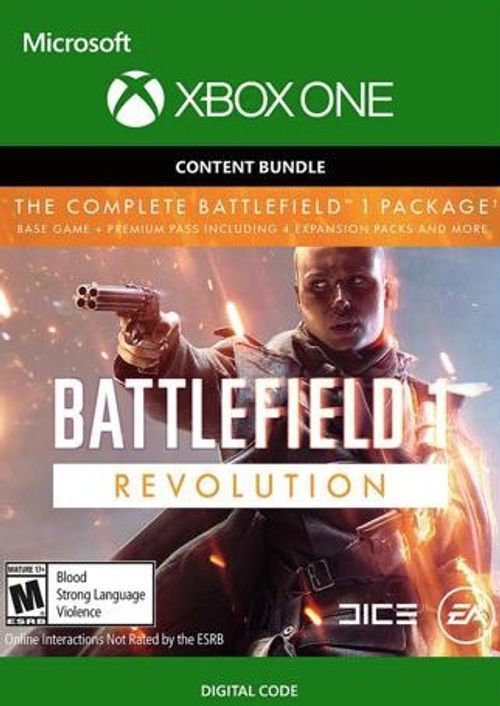 Microsoft
XBOX ONE
CONTENT BUNDLE
THE COMPLETE BATTLEFIELD™ 1 PACKAGE¹
BASE GAME + PREMIUM PASS INCLUDING 4 EXPANSION PACKS AND MORE
BATTLEFIELD 1
REVOLUTION
MATURE 17+
M
ESRB
Blood
Strong Language
Violence
Online Interactions Not Rated by the ESRB
DICE
EA
DIGITAL CODE